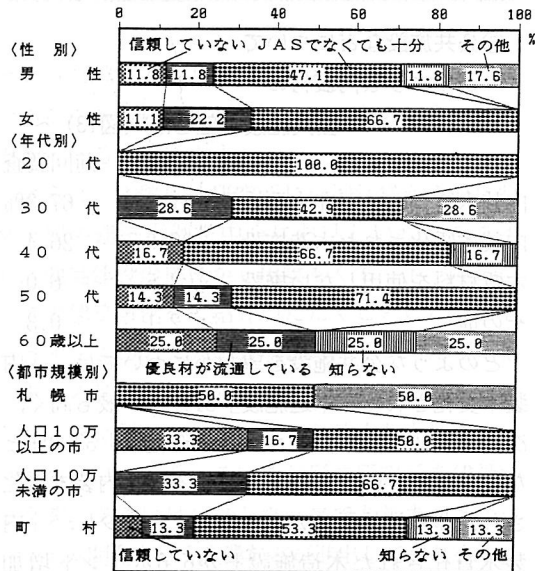 0 20 40 60 80 100
%
〈性 別〉 信頼していない JASでなくても十分 その他
男 性 11.8 11.8 47.1 11.8 17.6
女 性 11.1 22.2 66.7
〈年代別〉
20 代 100.0
30 代 28.6 42.9 28.6
40 代 16.7 66.7 16.7
50 代 14.3 14.3 71.4
60歳以上 25.0 25.0 25.0 25.0
優良材が流通している 知らない
〈都市規模別〉
札 幌 市 50.0 50.0
人口10万
以上の市 33.3 16.7 50.0
人口10万
未満の市 33.3 66.7
町 村 13.3 53.3 13.3 13.3
信頼していない 知らない その他